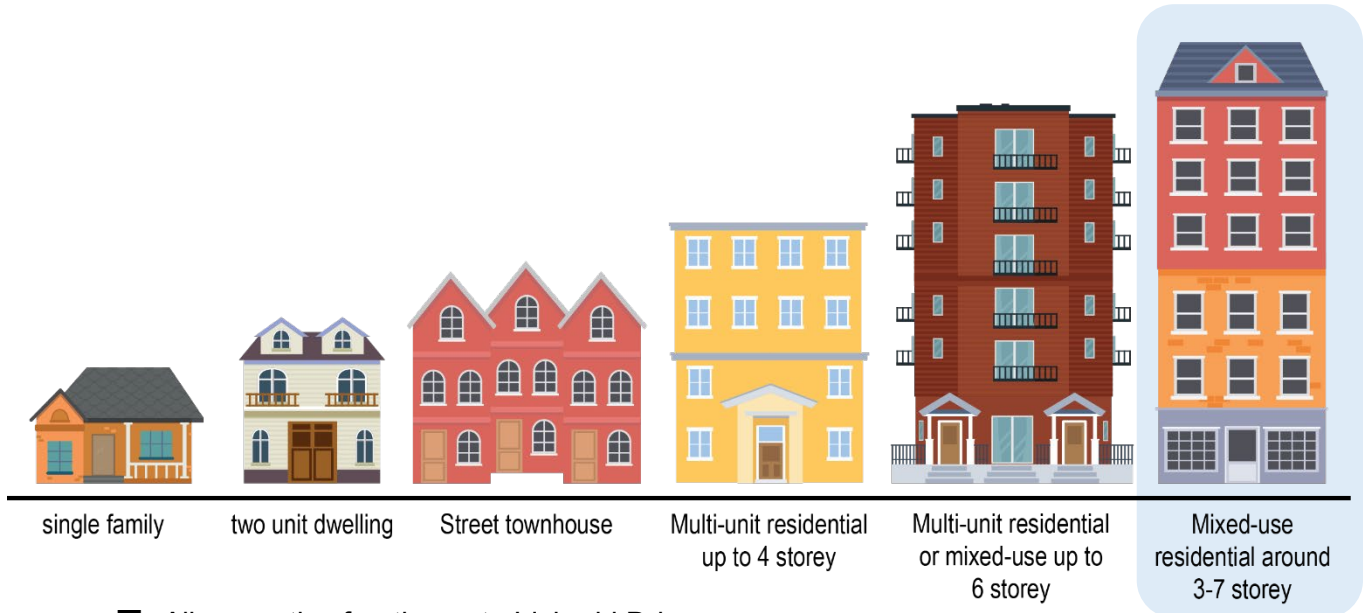 single family
two unit dwelling
Street townhouse
Multi-unit residential
up to 4 storey
Multi-unit residential
or mixed-use up to
6 storey
Mixed-use
residential around
3-7 storey